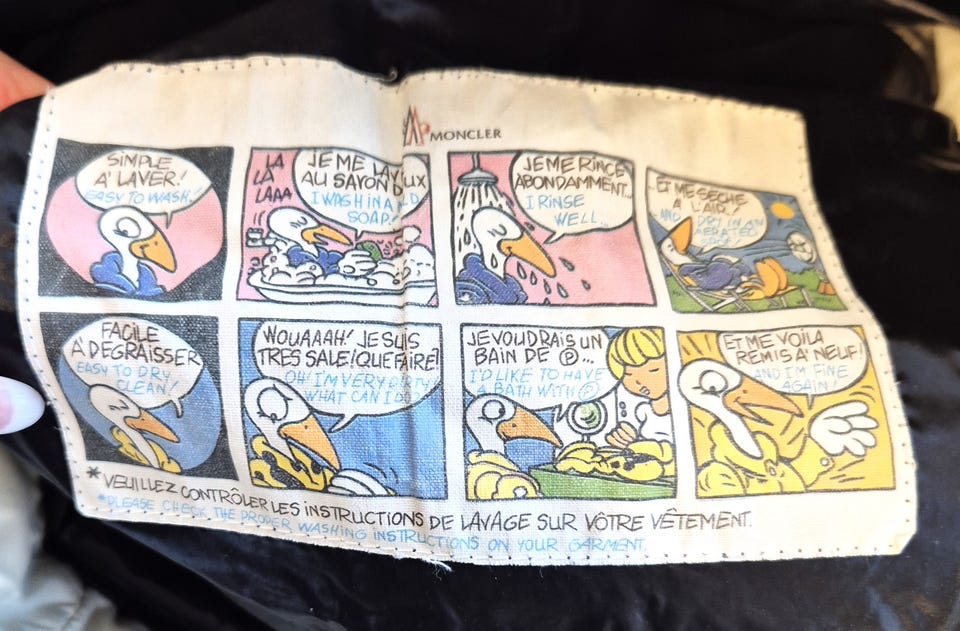 MONCLER
SIMPLE
A' LAVER!
EASY TO WASH!
LA
LÀ
LAAA
JE ME
AU SAYON
I WASH IN A
SOAP
JE ME RINCE
ABONDAMMENT..
I RINSE
WELL..
..ET ME SECHE
A L'AIR.
AND I DRY IN AN
AERATED
FACILE
A' DÉGRAISSER
EASY TO DRY
CLEAN!
WOUAAAH! JE SUIS
TRES SALE! QUE FAIRE?
OH! I'M VERY DIRTY
WHAT CAN I DO?
JE VOUDRAIS UN
BAIN DE Ⓟ...
I'D LIKE TO HAVE
A BATH WITH Ⓟ
ET ME VOILA
REMIS A' NEUF!
AND I'M FINE
AGAIN!
*VEUILLEZ CONTRÔLER LES INSTRUCTIONS DE LAVAGE SUR VÔTRE VÊTEMENT.
*PLEASE CHECK THE PROPER WASHING INSTRUCTIONS ON YOUR GARMENT.